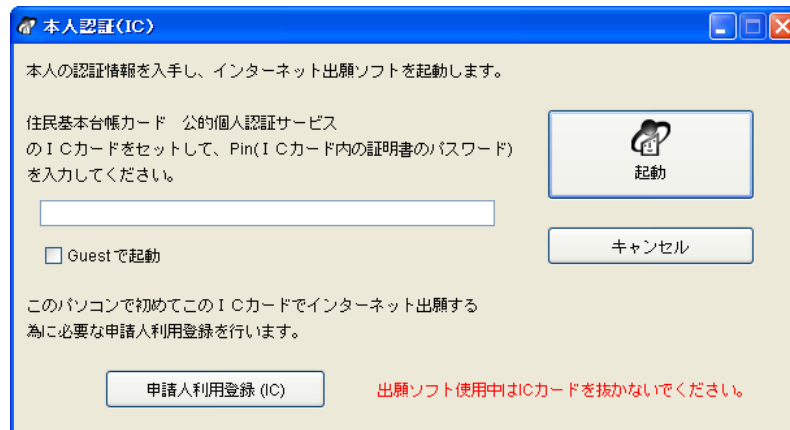 本人認証(IC)
本人の認証情報を入手し、インターネット出願ソフトを起動します。
住民基本台帳カード　公的個人認証サービス
のＩＣカードをセットして、Pin(ＩＣカード内の証明書のパスワード)
を入力してください。
起動
Guestで起動
キャンセル
このパソコンで初めてこのＩＣカードでインターネット出願する
為に必要な申請人利用登録を行います。
申請人利用登録 (IC)
出願ソフト使用中はICカードを抜かないでください。